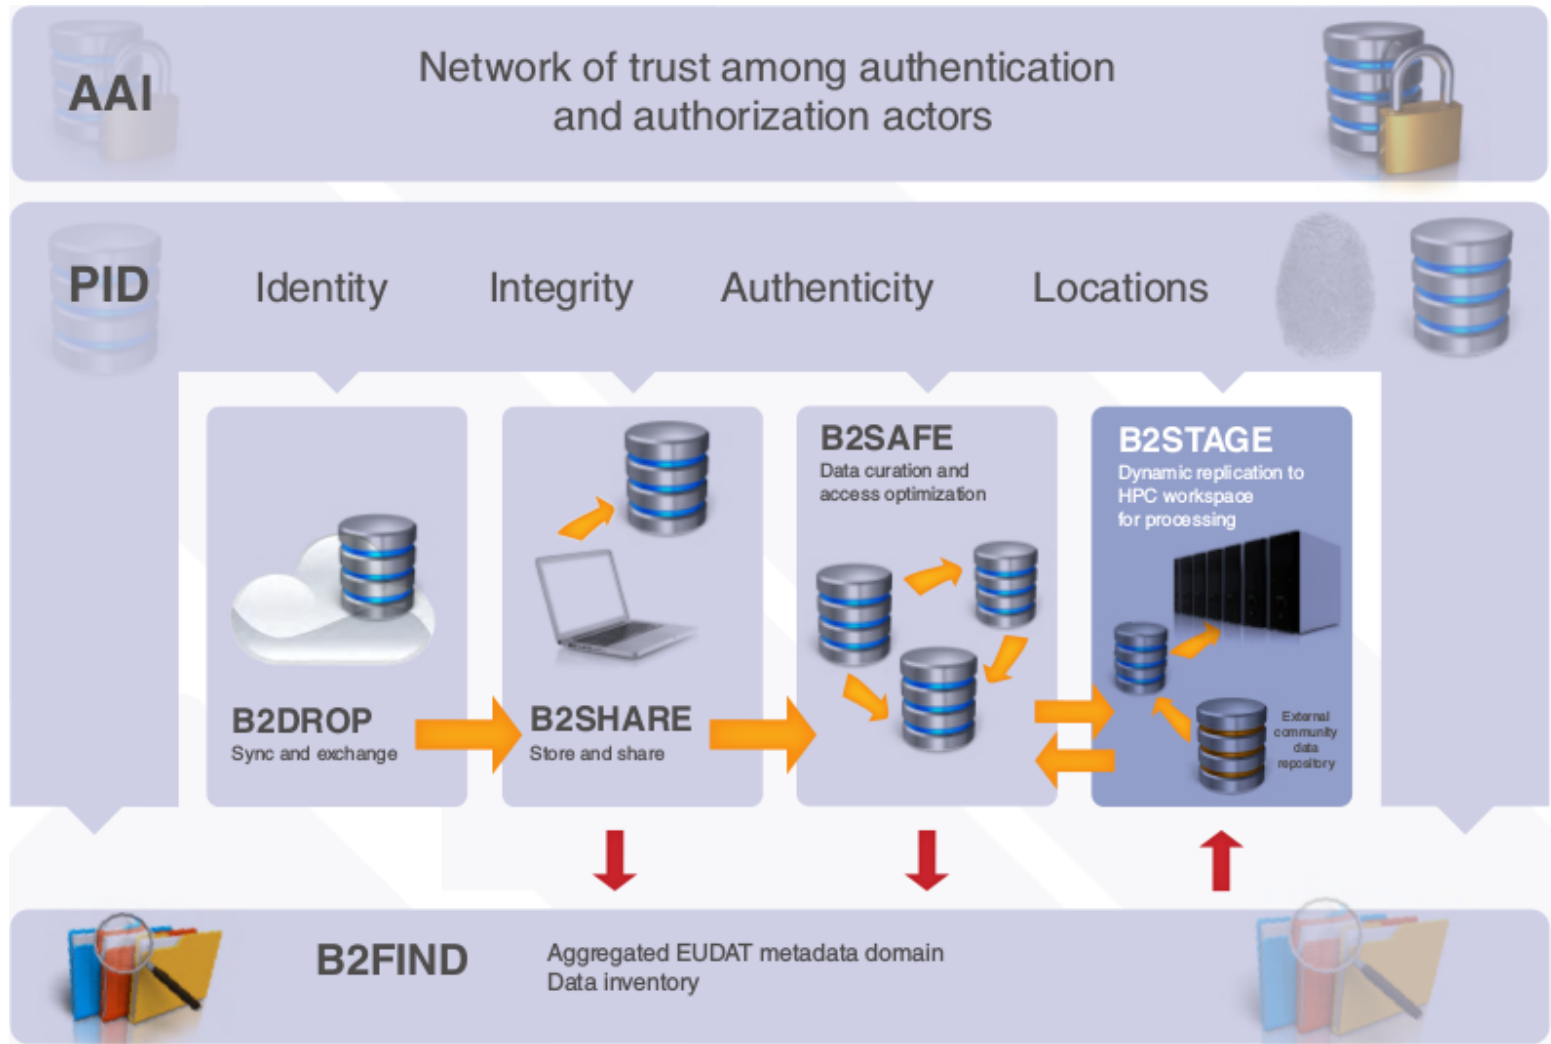 AAI
Network of trust among authentication
and authorization actors
PID
Identity
Integrity
Authenticity
Locations
B2DROP
Sync and exchange
B2SHARE
Store and share
B2SAFE
Data curation and
access optimization
B2STAGE
Dynamic replication to
HPC workspace
for processing
External
community
data
repository
B2FIND
Aggregated EUDAT metadata domain
Data inventory